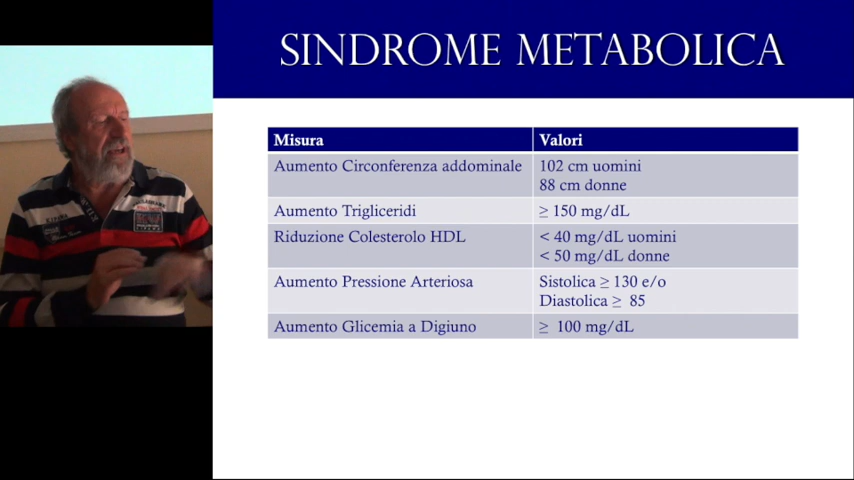 SINDROME METABOLICA
Misura Valori
Aumento Circonferenza addominale 102 cm uomini
88 cm donne
Aumento Trigliceridi ≥ 150 mg/dL
Riduzione Colesterolo HDL < 40 mg/dL uomini
< 50 mg/dL donne
Aumento Pressione Arteriosa Sistolica ≥ 130 e/o
Diastolica ≥ 85
Aumento Glicemia a Digiuno ≥ 100 mg/dL